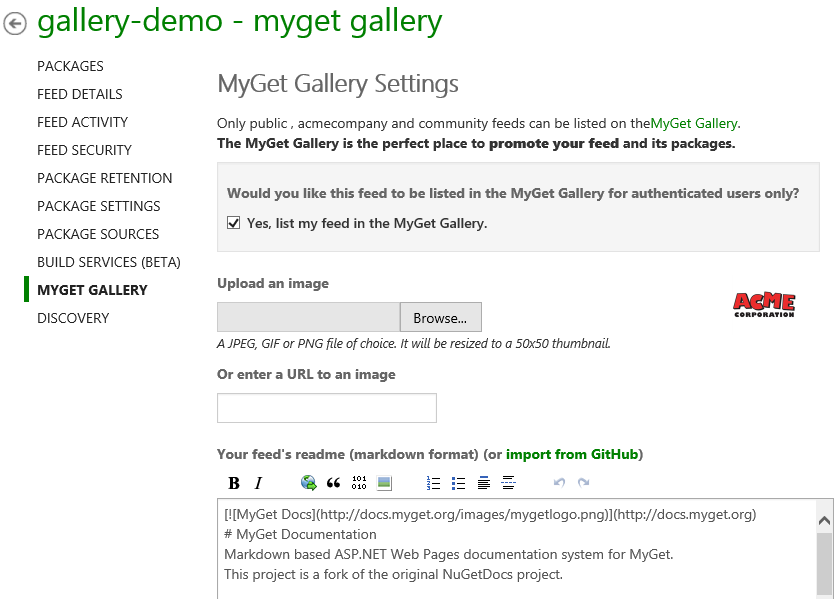 gallery-demo - myget gallery
PACKAGES
FEED DETAILS
FEED ACTIVITY
FEED SECURITY
PACKAGE RETENTION
PACKAGE SETTINGS
PACKAGE SOURCES
BUILD SERVICES (BETA)
MYGET GALLERY
DISCOVERY
MyGet Gallery Settings
Only public , acmecompany and community feeds can be listed on theMyGet Gallery.
The MyGet Gallery is the perfect place to promote your feed and its packages.
Would you like this feed to be listed in the MyGet Gallery for authenticated users only?
Yes, list my feed in the MyGet Gallery.
Upload an image
Browse...
ACME
CORPORATION
A JPEG, GIF or PNG file of choice. It will be resized to a 50x50 thumbnail.
Or enter a URL to an image
Your feed's readme (markdown format) (or import from GitHub)
B I “ 101
010
[![MyGet Docs](http://docs.myget.org/images/mygetlogo.png)](http://docs.myget.org)
# MyGet Documentation
Markdown based ASP.NET Web Pages documentation system for MyGet.
This project is a fork of the original NuGetDocs project.